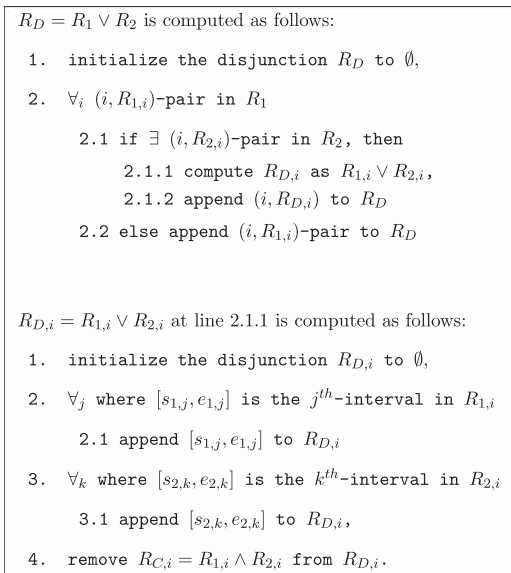 R_D = R_1 ∨ R_2 is computed as follows:
1. initialize the disjunction R_D to ∅,
2. ∀_i (i, R_{1,i})-pair in R_1
2.1 if ∃ (i, R_{2,i})-pair in R_2, then
2.1.1 compute R_{D,i} as R_{1,i} ∨ R_{2,i},
2.1.2 append (i, R_{D,i}) to R_D
2.2 else append (i, R_{1,i})-pair to R_D
R_{D,i} = R_{1,i} ∨ R_{2,i} at line 2.1.1 is computed as follows:
1. initialize the disjunction R_{D,i} to ∅,
2. ∀_j where [s_{1,j}, e_{1,j}] is the j^{th}-interval in R_{1,i}
2.1 append [s_{1,j}, e_{1,j}] to R_{D,i}
3. ∀_k where [s_{2,k}, e_{2,k}] is the k^{th}-interval in R_{2,i}
3.1 append [s_{2,k}, e_{2,k}] to R_{D,i},
4. remove R_{C,i} = R_{1,i} ∧ R_{2,i} from R_{D,i}.